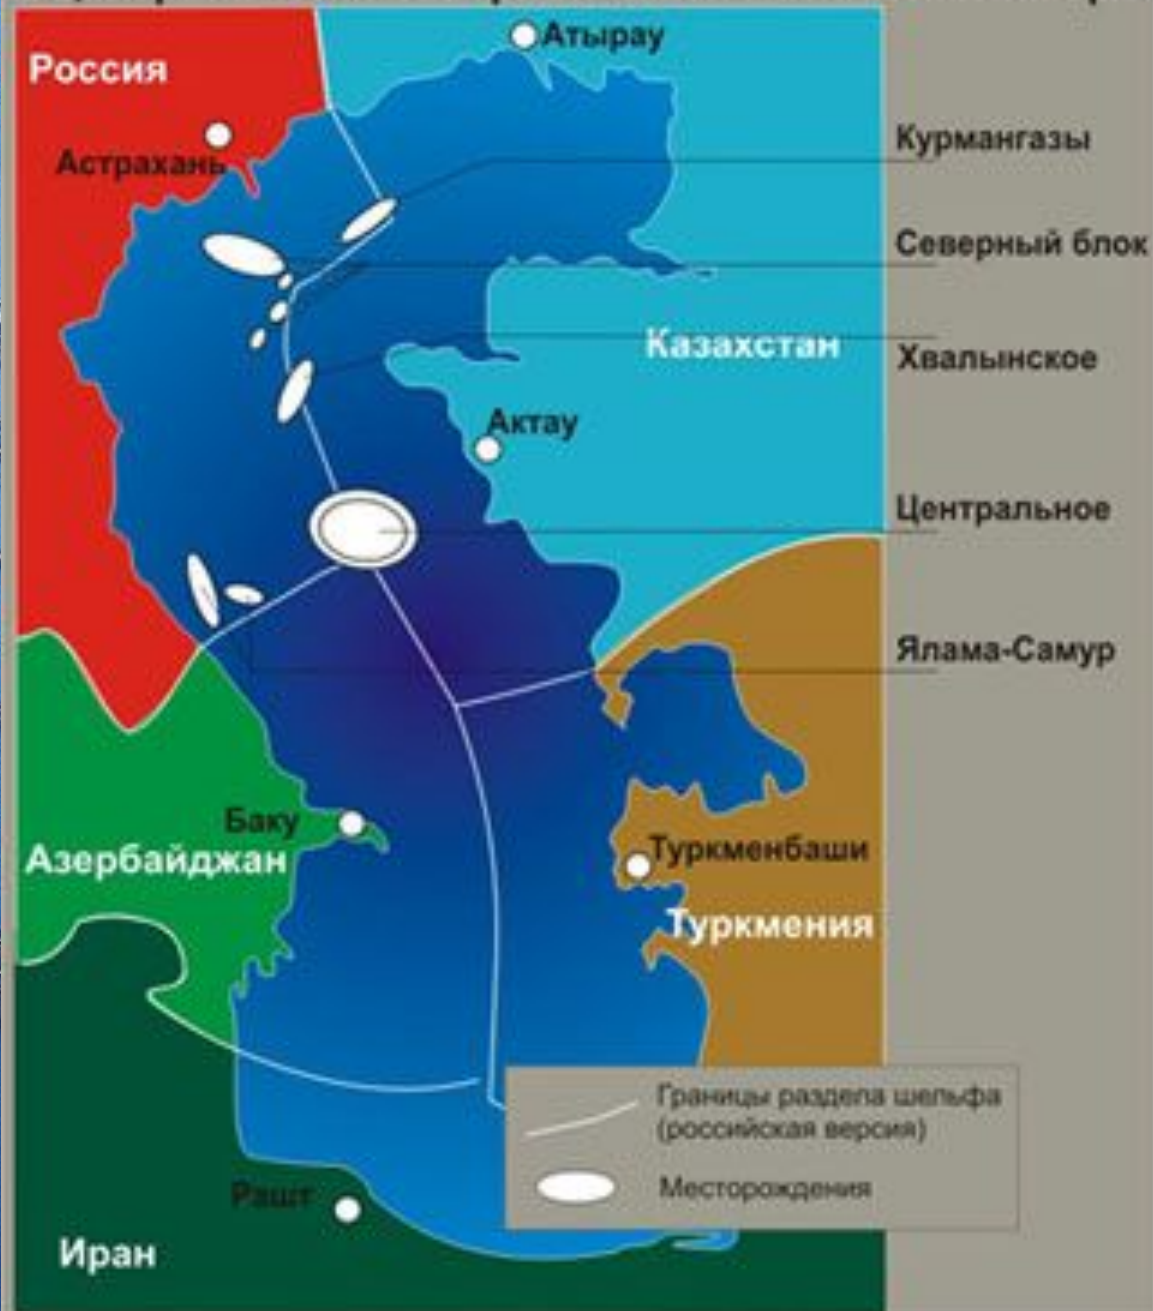 Атырау
Россия
Астрахань
Курмангазы
Северный блок
Казахстан
Хвалынское
Актау
Центральное
Ялама-Самур
Баку
Азербайджан
Туркменбаши
Туркмения
Границы раздела шельфа
(российская версия)
Месторождения
Рашт
Иран